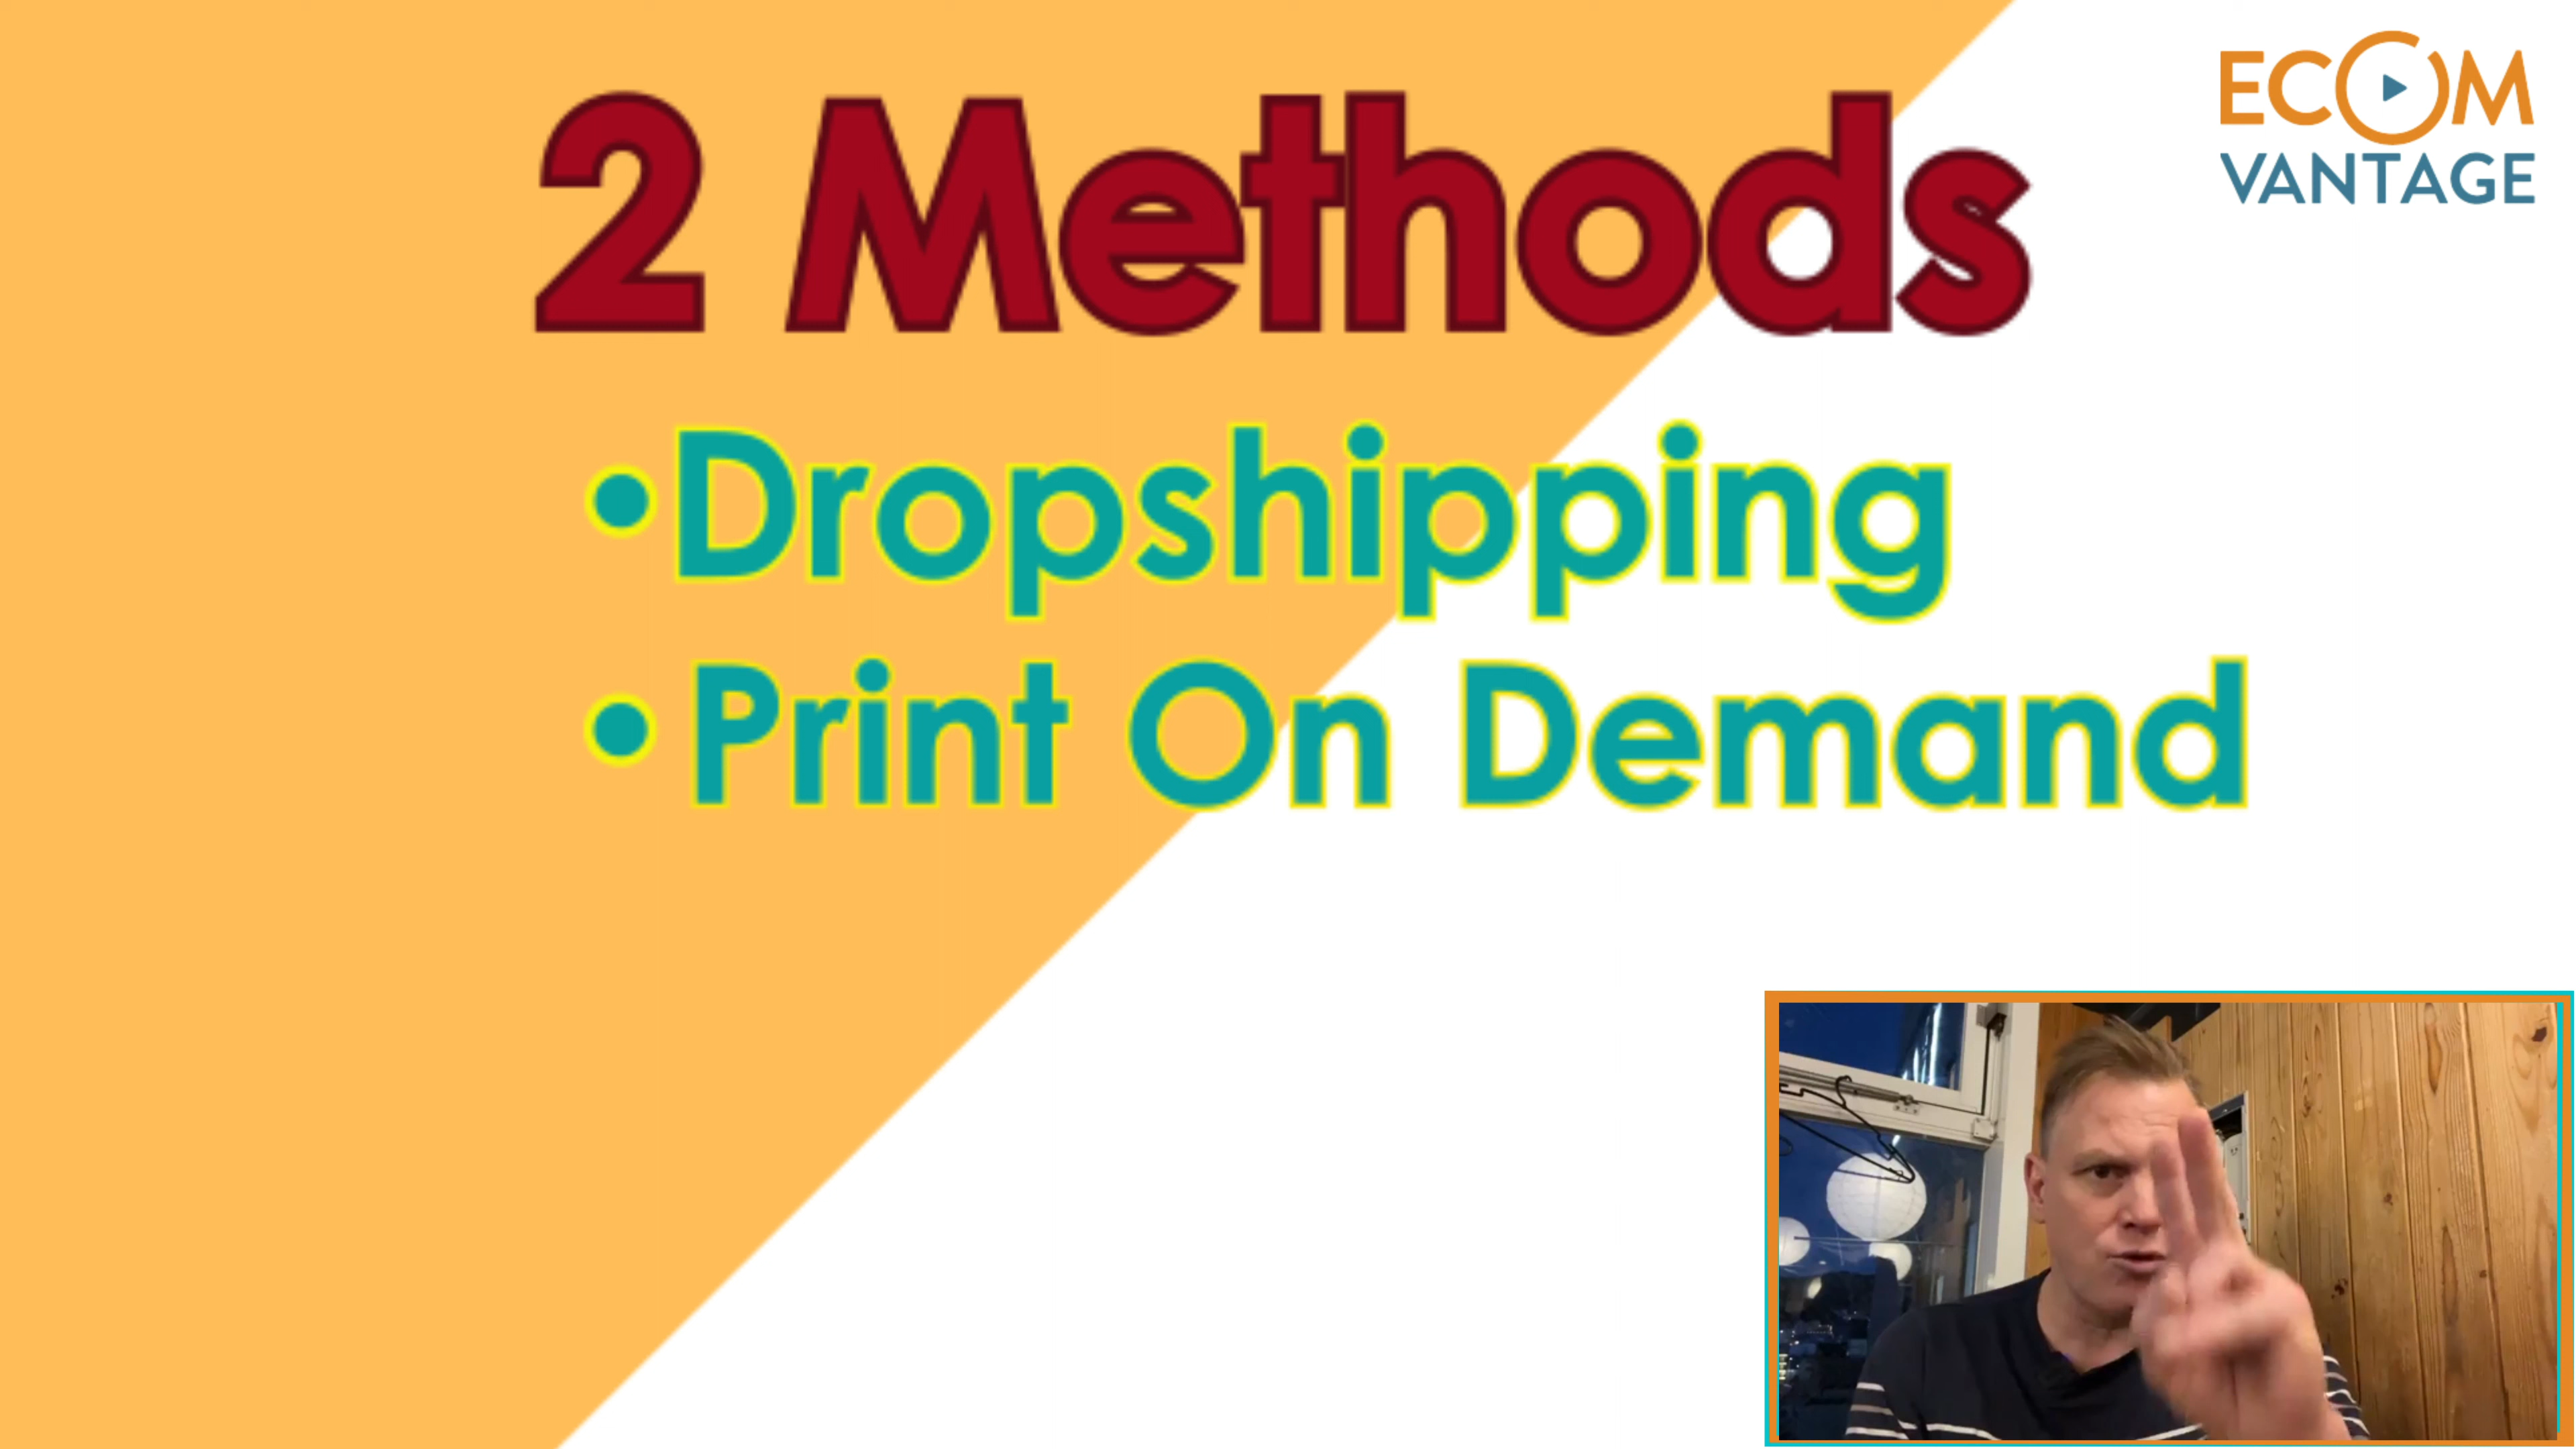 2 Methods
ECOM
VANTAGE
•Dropshipping
•Print On Demand